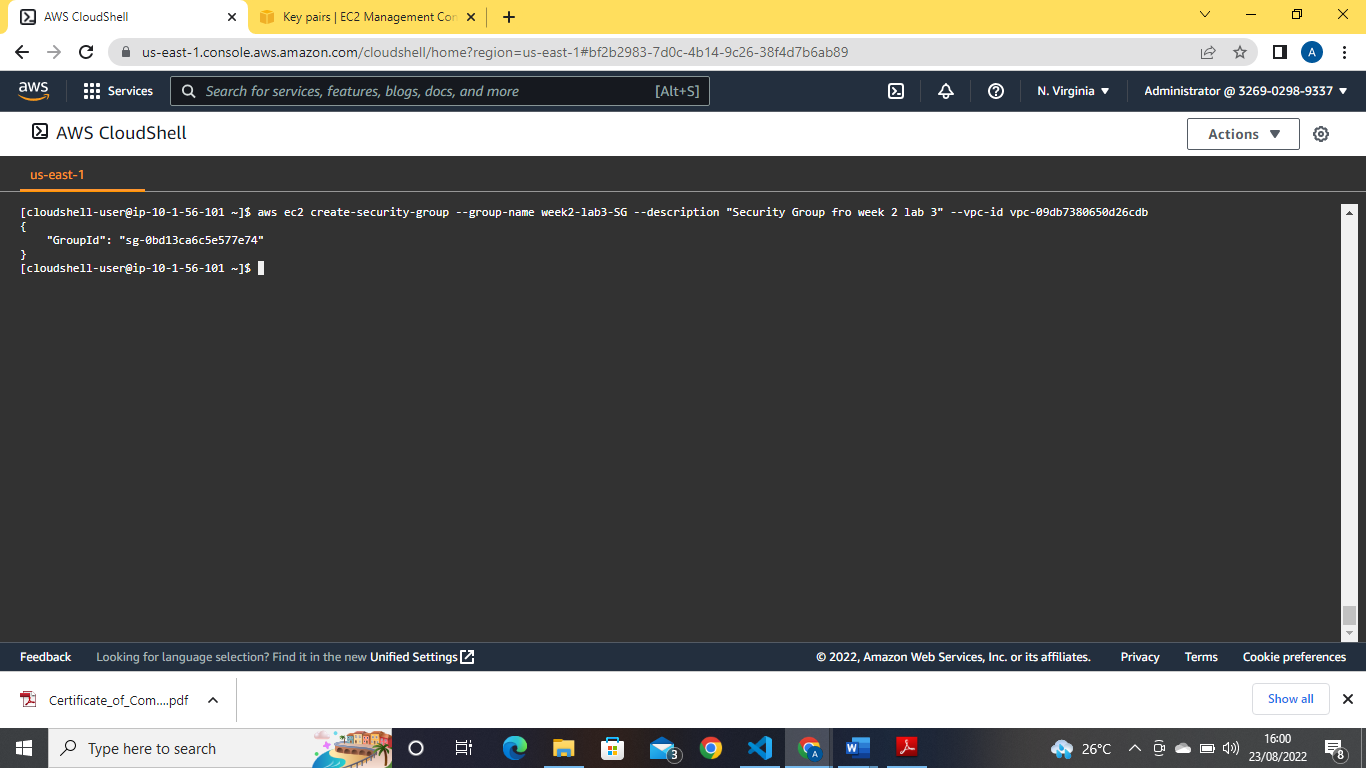 AWS CloudShell
Key pairs | EC2 Management Con
us-east-1.console.aws.amazon.com/cloudshell/home?region=us-east-1#bf2b2983-7d0c-4b14-9c26-38f4d7b6ab89
A
aws
Services
Search for services, features, blogs, docs, and more
[Alt+S]
N. Virginia
Administrator @ 3269-0298-9337
AWS CloudShell
Actions
us-east-1
[cloudshell-user@ip-10-1-56-101 ~]$ aws ec2 create-security-group --group-name week2-lab3-SG --description "Security Group fro week 2 lab 3" --vpc-id vpc-09db7380650d26cdb
{
"GroupId": "sg-0bd13ca6c5e577e74"
}
[cloudshell-user@ip-10-1-56-101 ~]$
Feedback
Looking for language selection? Find it in the new Unified Settings
© 2022, Amazon Web Services, Inc. or its affiliates.
Privacy
Terms
Cookie preferences
Certificate_of_Com....pdf
Show all
Type here to search
3
A
W
26°C
16:00
23/08/2022
8